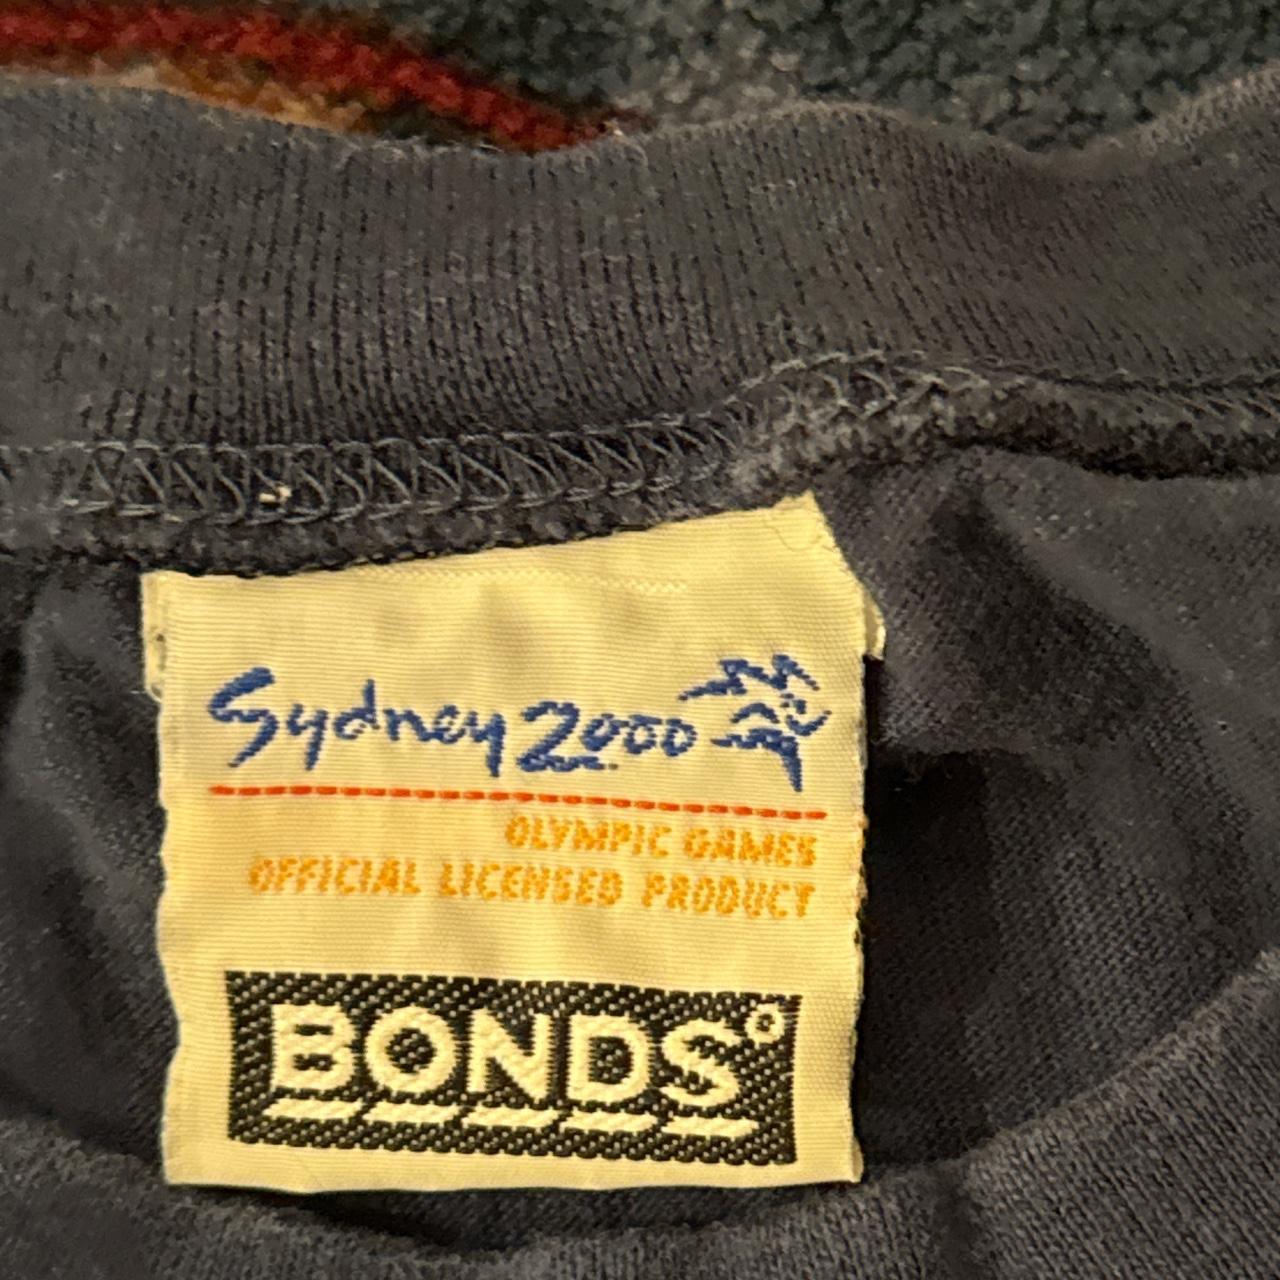 Sydney 2000
OLYMPIC GAMES
OFFICIAL LICENSED PRODUCT
BONDS